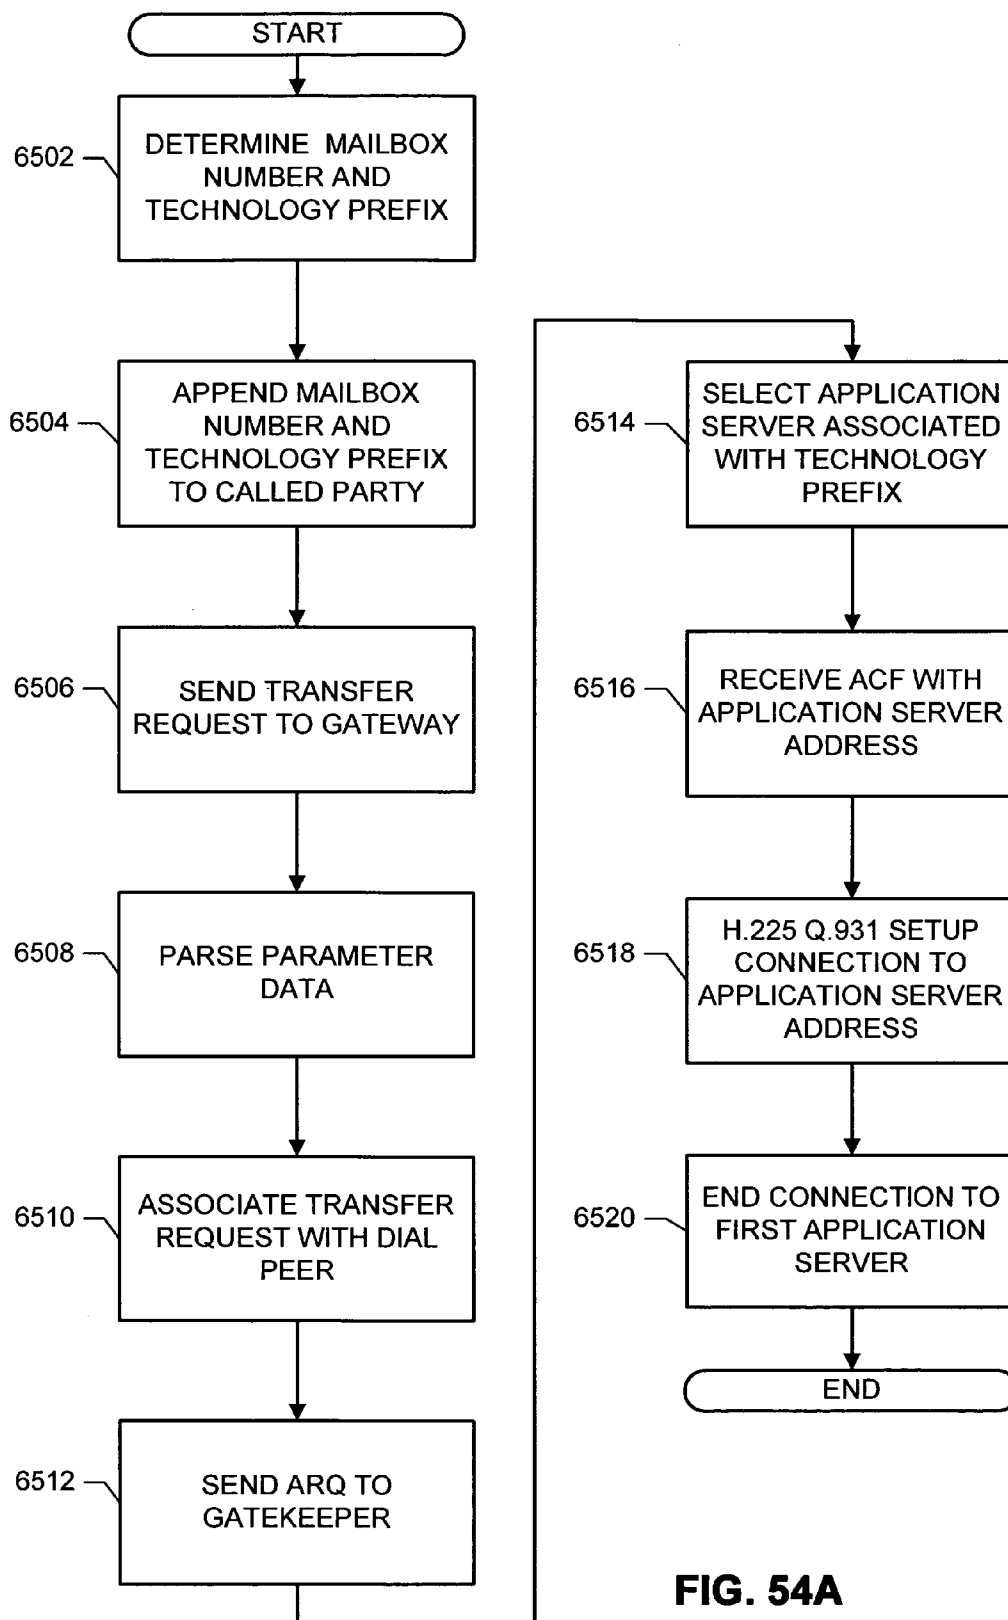 START
6502
DETERMINE MAILBOX
NUMBER AND
TECHNOLOGY PREFIX
6504
APPEND MAILBOX
NUMBER AND
TECHNOLOGY PREFIX
TO CALLED PARTY
6506
SEND TRANSFER
REQUEST TO GATEWAY
6508
PARSE PARAMETER
DATA
6510
ASSOCIATE TRANSFER
REQUEST WITH DIAL
PEER
6512
SEND ARQ TO
GATEKEEPER
6514
SELECT APPLICATION
SERVER ASSOCIATED
WITH TECHNOLOGY
PREFIX
6516
RECEIVE ACF WITH
APPLICATION SERVER
ADDRESS
6518
H.225 Q.931 SETUP
CONNECTION TO
APPLICATION SERVER
ADDRESS
6520
END CONNECTION TO
FIRST APPLICATION
SERVER
END
FIG. 54A